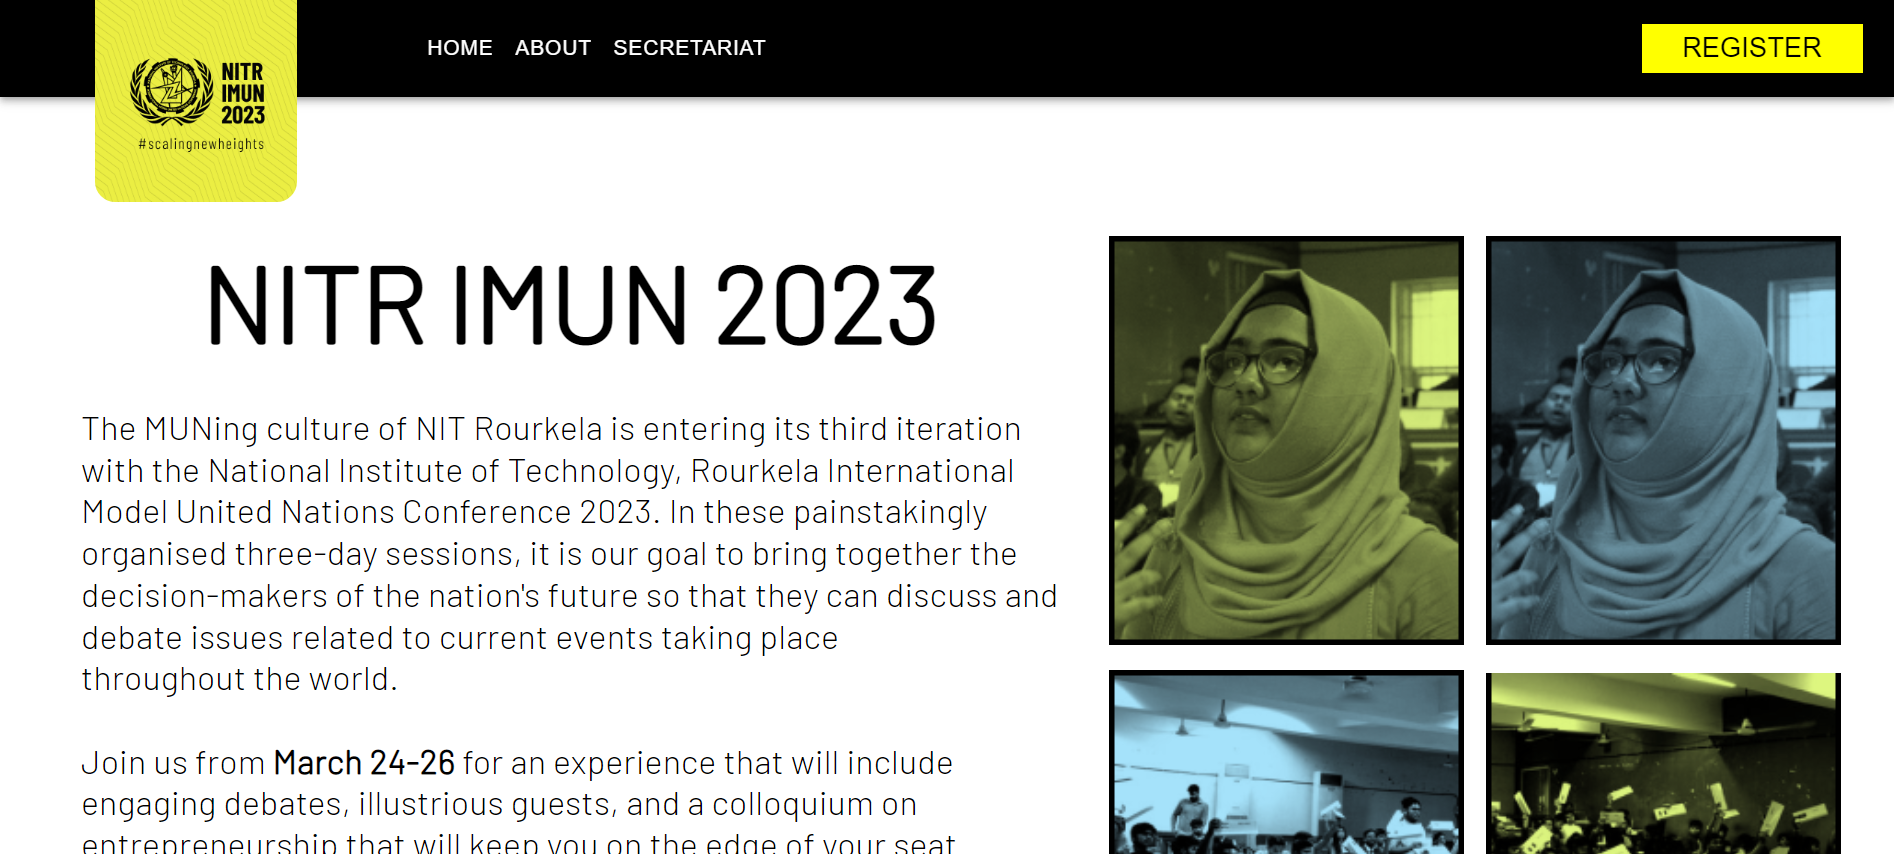 HOME ABOUT SECRETARIAT
REGISTER
NITR
IMUN
2023
#scalingnewheights
NITR IMUN 2023
The MUNing culture of NIT Rourkela is entering its third iteration
with the National Institute of Technology, Rourkela International
Model United Nations Conference 2023. In these painstakingly
organised three-day sessions, it is our goal to bring together the
decision-makers of the nation's future so that they can discuss and
debate issues related to current events taking place
throughout the world.
Join us from March 24-26 for an experience that will include
engaging debates, illustrious guests, and a colloquium on
entrepreneurship that will keep you on the edge of your seat